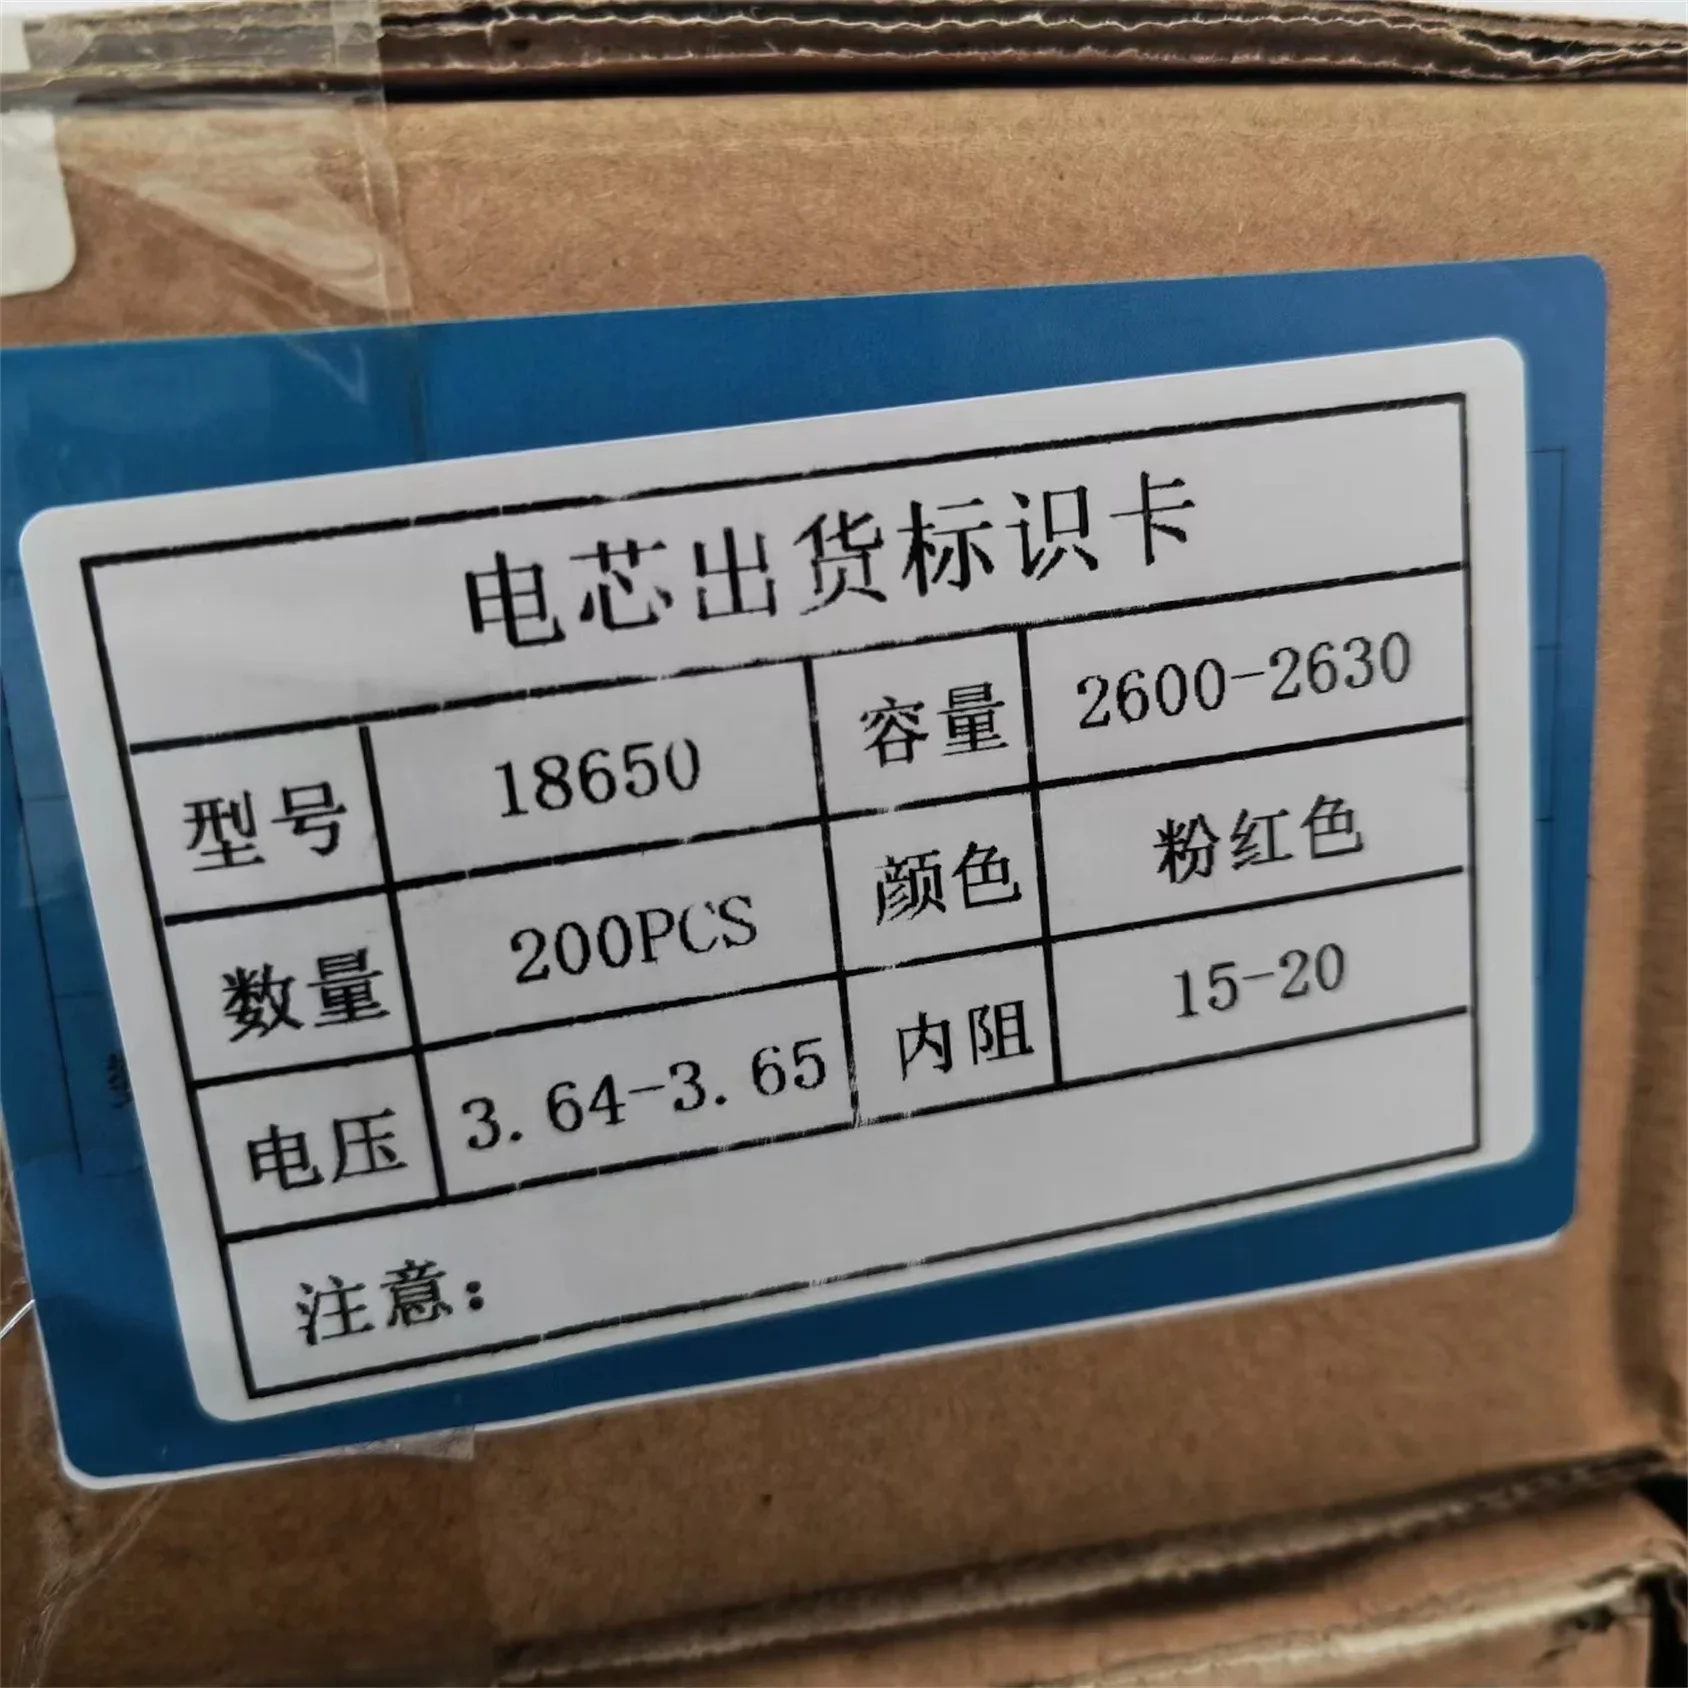 电芯出货标识卡
型号 18650 容量 2600-2630
数量 200PCS 颜色 粉红色
电压 3.64-3.65 内阻 15-20
注意：